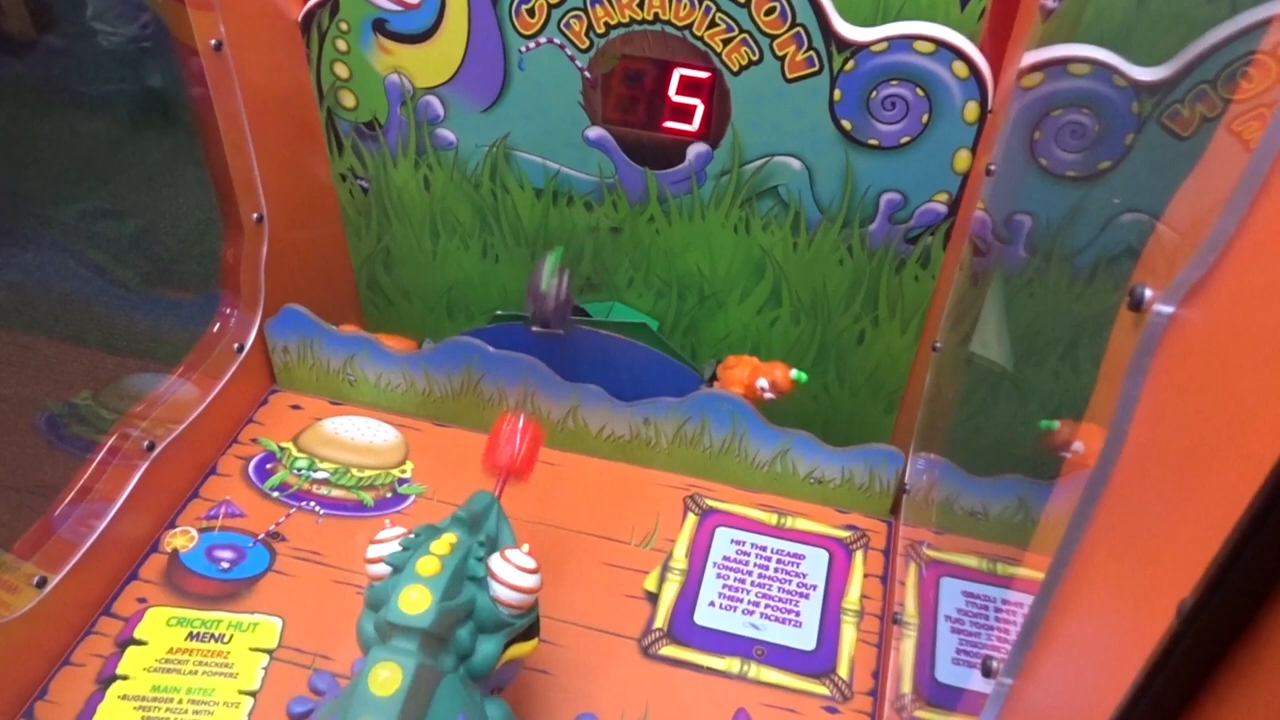 PARADIZE
5
HIT THE LIZARD
ON THE BUTT
MAKE HIS STICKY
TONGUE SHOOT OUT
SO HE EATZ THOSE
PESTY CRICKITZ
THEN HE POOPS
A LOT OF TICKETZ!
CRICKIT HUT
MENU
APPETIZERZ
•CRICKIT CRACKERZ
•CATERPILLAR POPPERZ
MAIN BITEZ
•BUGBURGER & FRENCH FLYZ
•PESTY PIZZA WITH